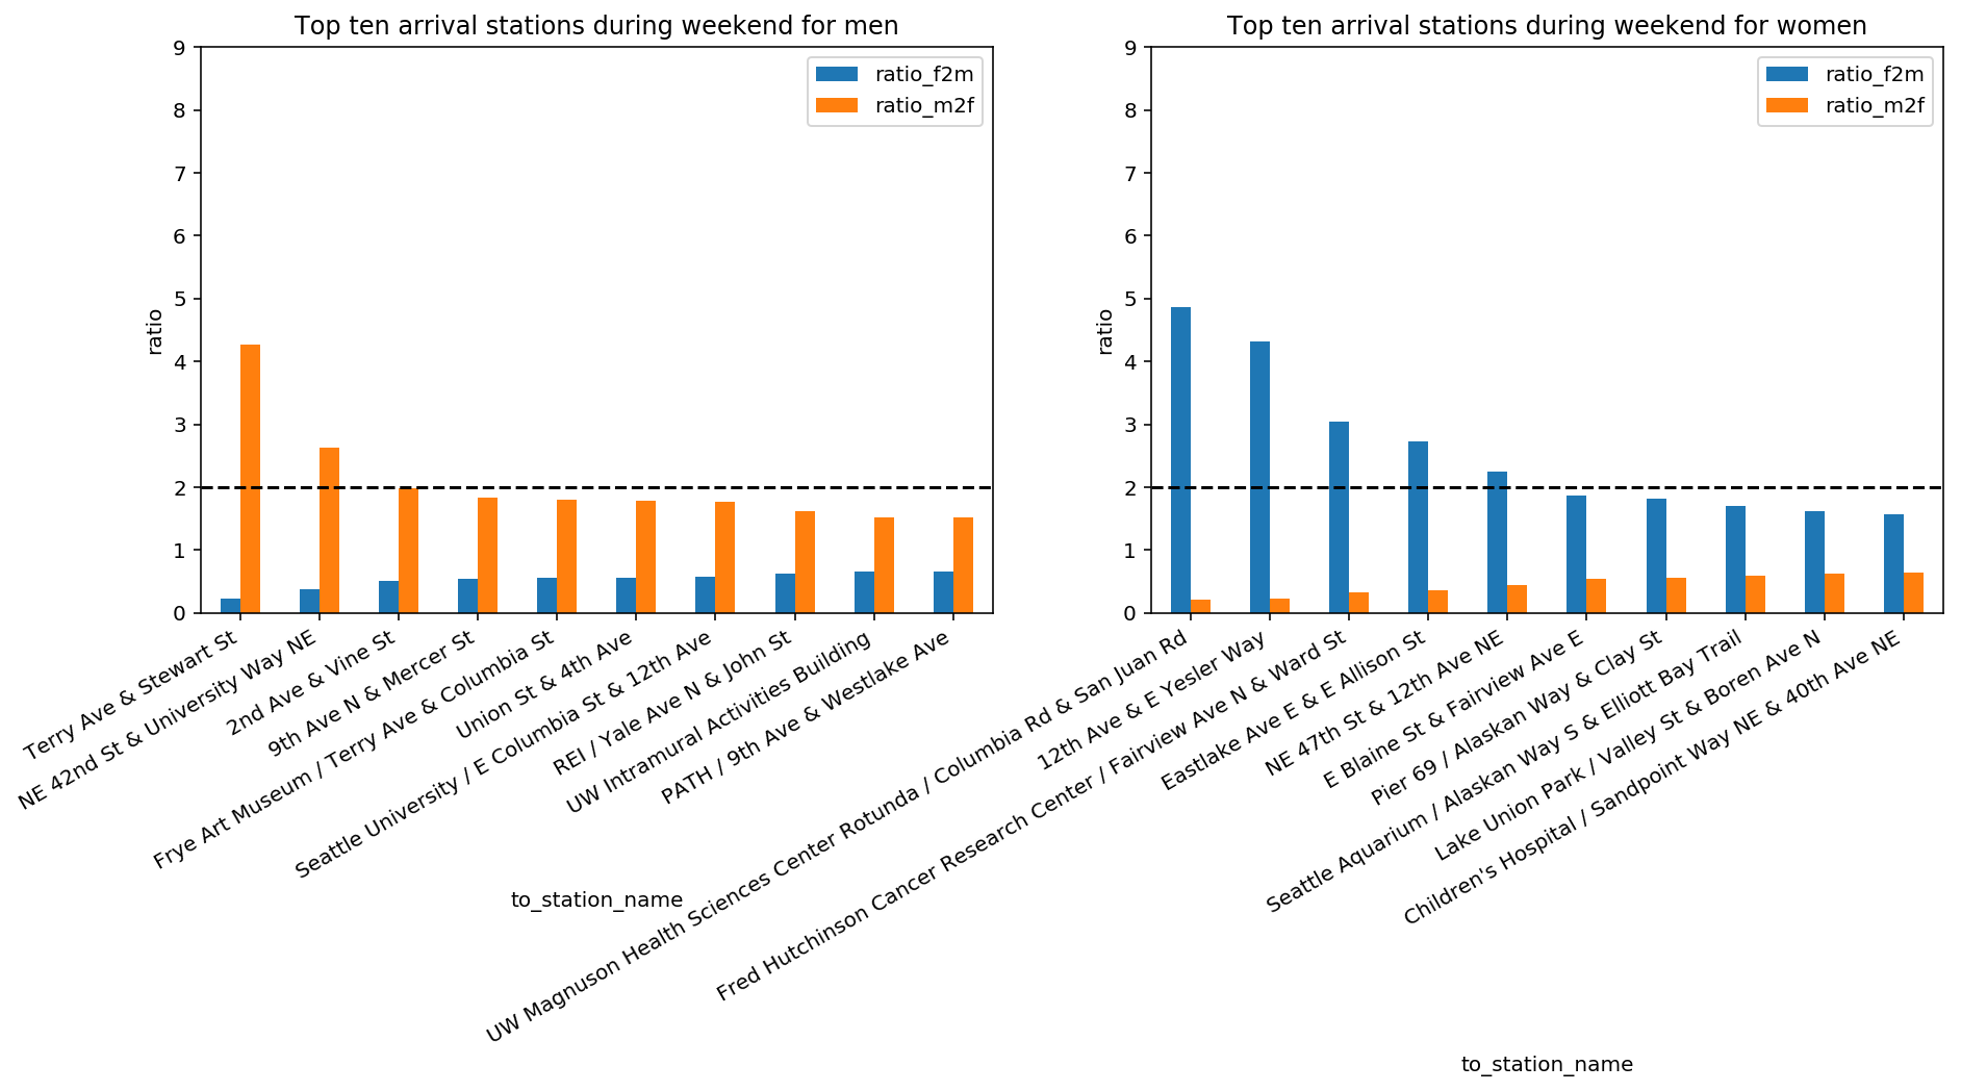 Top ten arrival stations during weekend for men
9
8
7
6
5
4
3
2
1
0
ratio
ratio_f2m
ratio_m2f
Terry Ave & Stewart St
NE 42nd St & University Way NE
2nd Ave & Vine St
9th Ave N & Mercer St
Frye Art Museum / Terry Ave & Columbia St
Union St & 4th Ave
Seattle University / E Columbia St & 12th Ave
REI / Yale Ave N & John St
UW Intramural Activities Building
PATH / 9th Ave & Westlake Ave
to_station_name
Top ten arrival stations during weekend for women
9
8
7
6
5
4
3
2
1
0
ratio
ratio_f2m
ratio_m2f
UW Magnuson Health Sciences Center Rotunda / Columbia Rd & San Juan Rd
12th Ave & E Yesler Way
Fred Hutchinson Cancer Research Center / Fairview Ave N & Ward St
Eastlake Ave E & E Allison St
NE 47th St & 12th Ave NE
E Blaine St & Fairview Ave E
Pier 69 / Alaskan Way & Clay St
Seattle Aquarium / Alaskan Way S & Elliott Bay Trail
Lake Union Park / Valley St & Boren Ave N
Children's Hospital / Sandpoint Way NE & 40th Ave NE
to_station_name